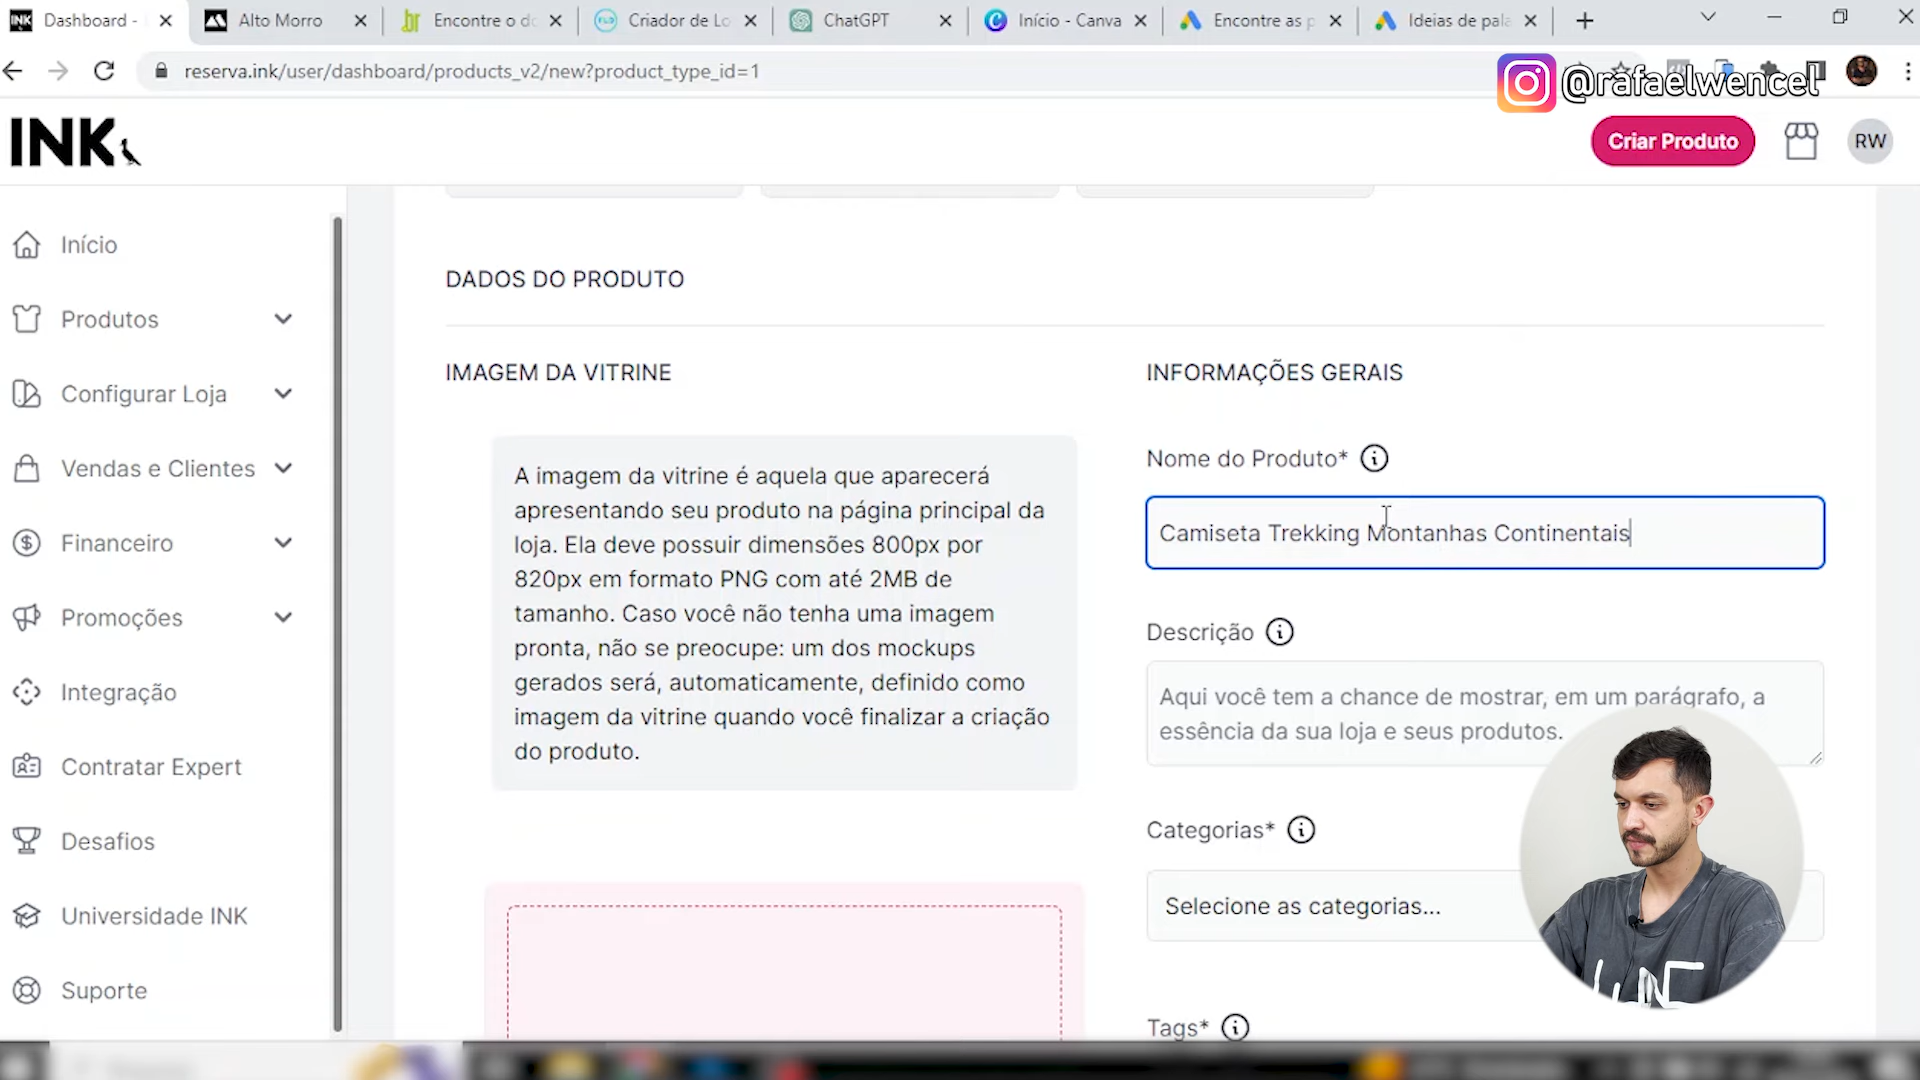 Dashboard -
Alto Morro
Encontre o do
Criador de Lo
ChatGPT
Início - Canva
Encontre as p
Ideias de pala
reserva.ink/user/dashboard/products_v2/new?product_type_id=1
@rafaelwencel
INK
Criar Produto
RW
Início
Produtos
Configurar Loja
Vendas e Clientes
Financeiro
Promoções
Integração
Contratar Expert
Desafios
Universidade INK
Suporte
DADOS DO PRODUTO
IMAGEM DA VITRINE
A imagem da vitrine é aquela que aparecerá
apresentando seu produto na página principal da
loja. Ela deve possuir dimensões 800px por
820px em formato PNG com até 2MB de
tamanho. Caso você não tenha uma imagem
pronta, não se preocupe: um dos mockups
gerados será, automaticamente, definido como
imagem da vitrine quando você finalizar a criação
do produto.
INFORMAÇÕES GERAIS
Nome do Produto*
Camiseta Trekking Montanhas Continentais
Descrição
Aqui você tem a chance de mostrar, em um parágrafo, a
essência da sua loja e seus produtos.
Categorias*
Selecione as categorias...
Tags*